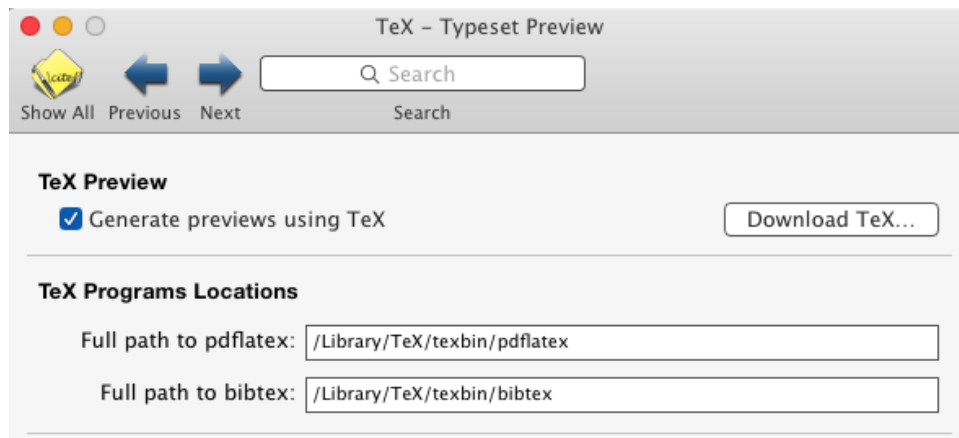 TeX – Typeset Preview
\cite{}
Search
Show All Previous Next Search
TeX Preview
Generate previews using TeX Download TeX...
TeX Programs Locations
Full path to pdflatex: /Library/TeX/texbin/pdflatex
Full path to bibtex: /Library/TeX/texbin/bibtex